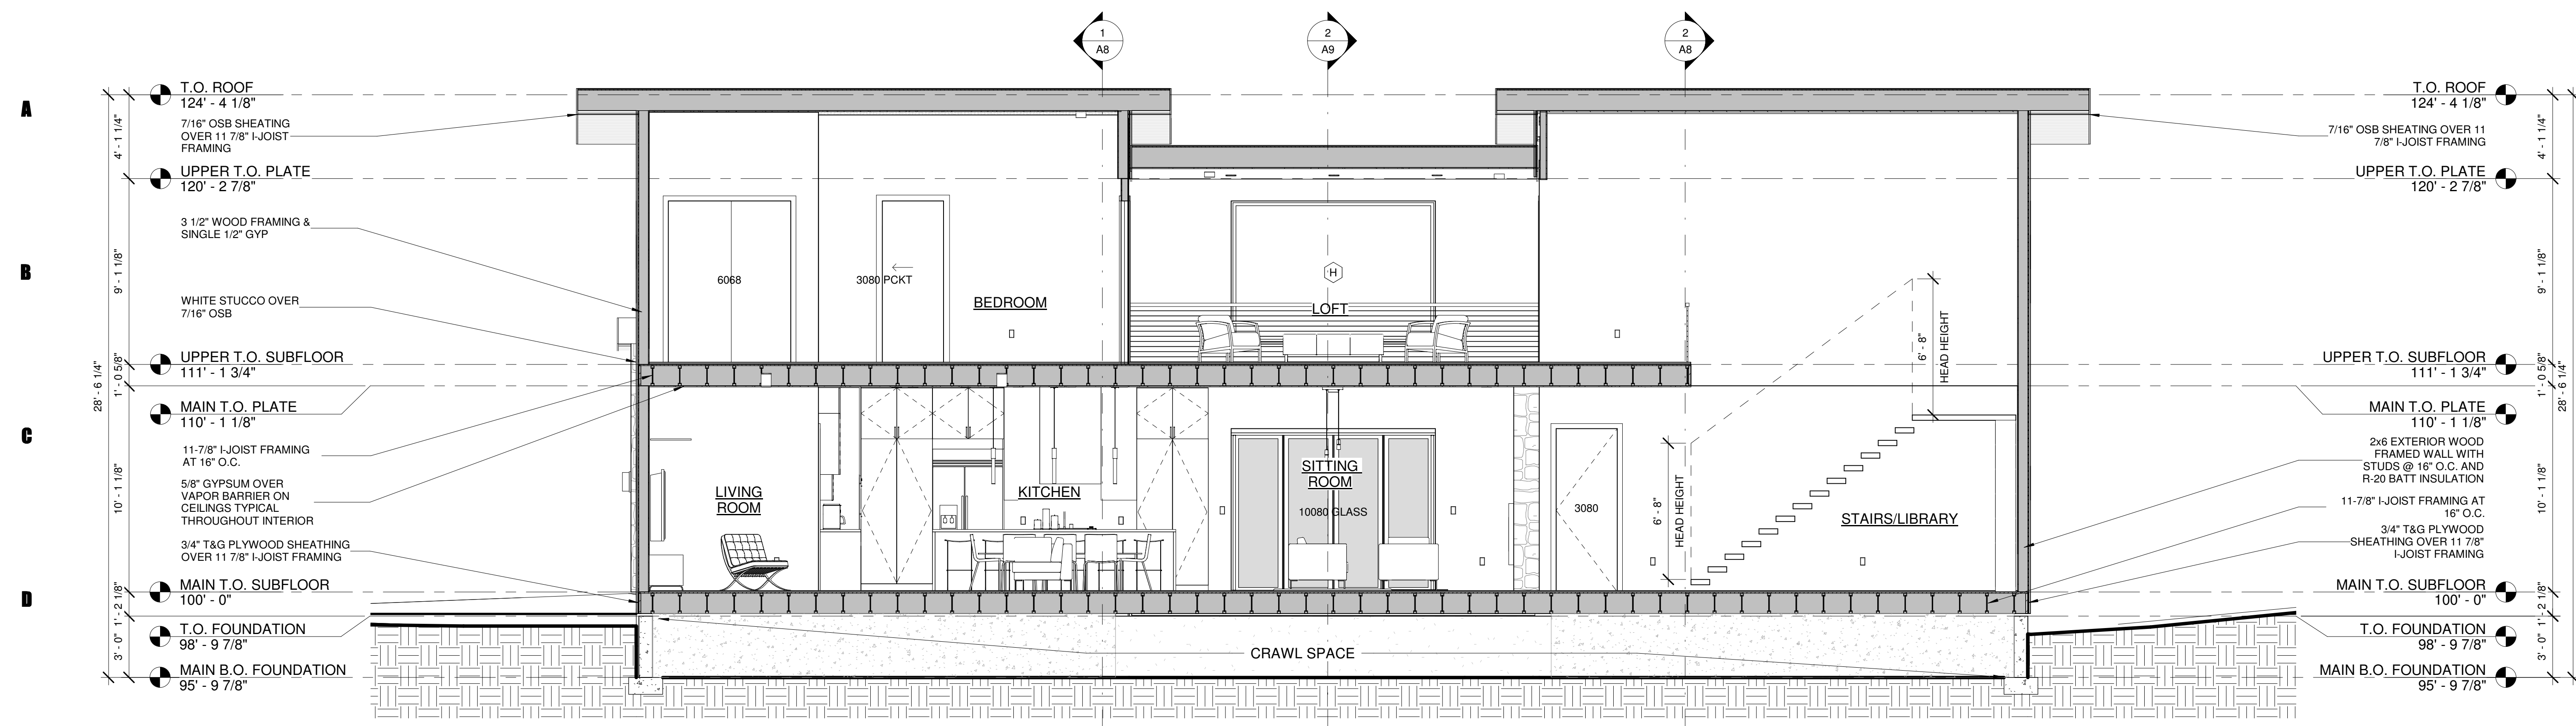 1
A8
2
A9
2
A8
A
B
C
D
T.O. ROOF
124' - 4 1/8"
7/16" OSB SHEATING
OVER 11 7/8" I-JOIST
FRAMING
UPPER T.O. PLATE
120' - 2 7/8"
3 1/2" WOOD FRAMING &
SINGLE 1/2" GYP
WHITE STUCCO OVER
7/16" OSB
UPPER T.O. SUBFLOOR
111' - 1 3/4"
MAIN T.O. PLATE
110' - 1 1/8"
11-7/8" I-JOIST FRAMING
AT 16" O.C.
5/8" GYPSUM OVER
VAPOR BARRIER ON
CEILINGS TYPICAL
THROUGHOUT INTERIOR
3/4" T&G PLYWOOD SHEATHING
OVER 11 7/8" I-JOIST FRAMING
MAIN T.O. SUBFLOOR
100' - 0"
T.O. FOUNDATION
98' - 9 7/8"
MAIN B.O. FOUNDATION
95' - 9 7/8"
28' - 6 1/4"
4' - 1 1/4"
9' - 1 1/8"
1' - 0 5/8"
10' - 1 1/8"
1' - 2 1/8"
3' - 0"
6068
3080 PCKT
BEDROOM
H
LOFT
LIVING
ROOM
KITCHEN
SITTING
ROOM
10080 GLASS
3080
6' - 8"
HEAD HEIGHT
6' - 8"
HEAD HEIGHT
STAIRS/LIBRARY
CRAWL SPACE
T.O. ROOF
124' - 4 1/8"
7/16" OSB SHEATING OVER 11
7/8" I-JOIST FRAMING
UPPER T.O. PLATE
120' - 2 7/8"
UPPER T.O. SUBFLOOR
111' - 1 3/4"
MAIN T.O. PLATE
110' - 1 1/8"
2x6 EXTERIOR WOOD
FRAMED WALL WITH
STUDS @ 16" O.C. AND
R-20 BATT INSULATION
11-7/8" I-JOIST FRAMING AT
16" O.C.
3/4" T&G PLYWOOD
SHEATHING OVER 11 7/8"
I-JOIST FRAMING
MAIN T.O. SUBFLOOR
100' - 0"
T.O. FOUNDATION
98' - 9 7/8"
MAIN B.O. FOUNDATION
95' - 9 7/8"
4' - 1 1/4"
9' - 1 1/8"
1' - 0 5/8"
10' - 1 1/8"
1' - 2 1/8"
3' - 0"
28' - 6 1/4"